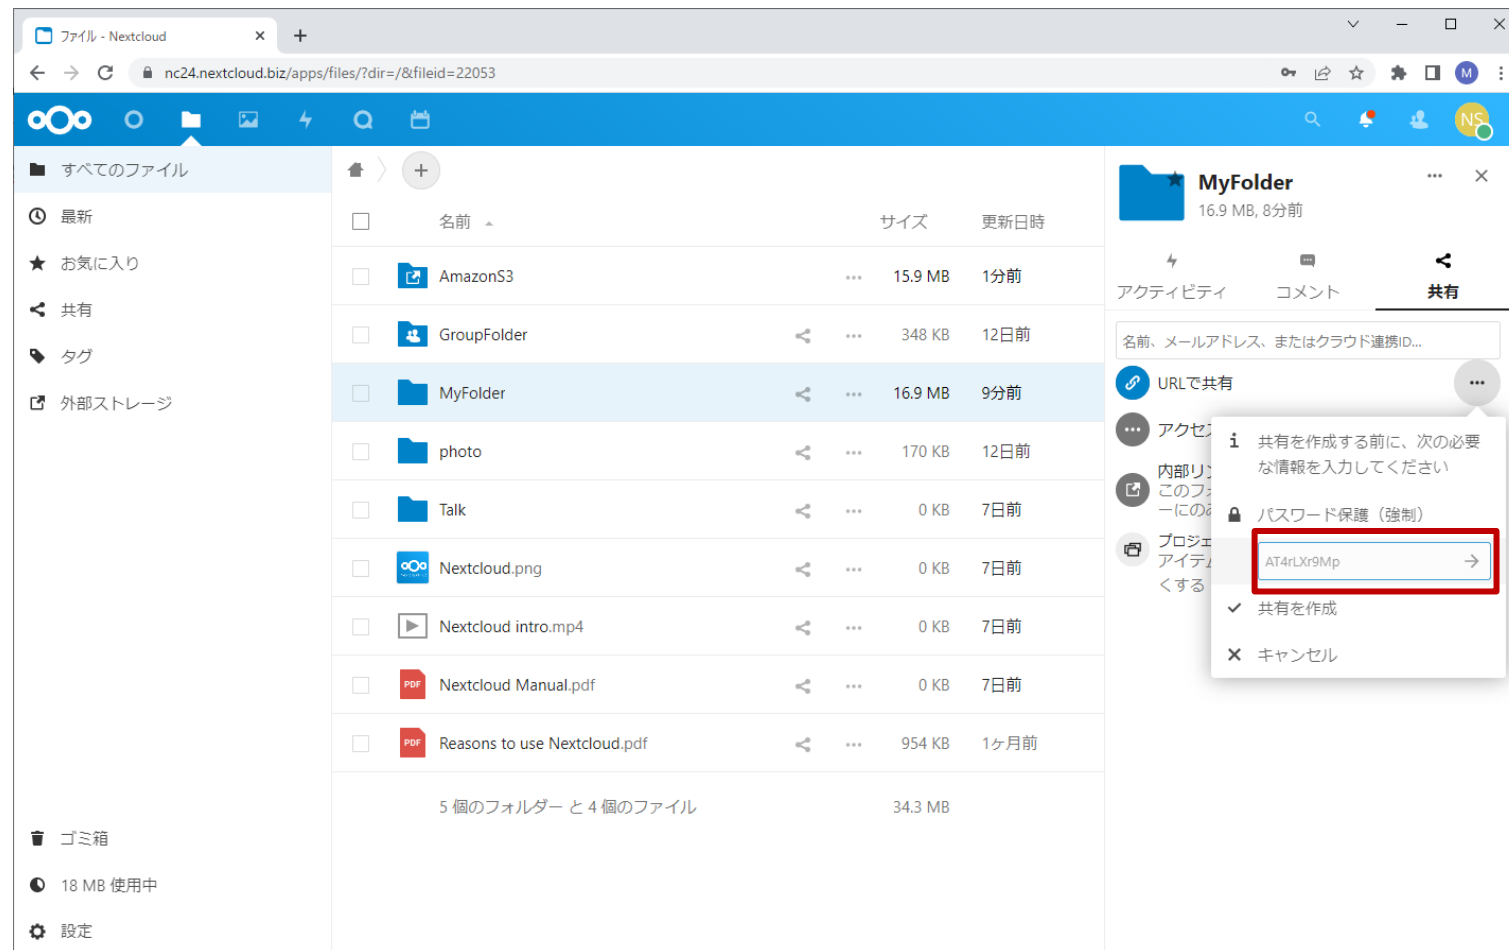 ファイル - Nextcloud
nc24.nextcloud.biz/apps/files/?dir=/&fileid=22053
M
NS
すべてのファイル
最新
お気に入り
共有
タグ
外部ストレージ
ゴミ箱
18 MB 使用中
設定
名前 サイズ 更新日時
AmazonS3 15.9 MB 1分前
GroupFolder 348 KB 12日前
MyFolder 16.9 MB 9分前
photo 170 KB 12日前
Talk 0 KB 7日前
Nextcloud.png 0 KB 7日前
Nextcloud intro.mp4 0 KB 7日前
PDF Nextcloud Manual.pdf 0 KB 7日前
PDF Reasons to use Nextcloud.pdf 954 KB 1ヶ月前
5 個のフォルダー と 4 個のファイル 34.3 MB
MyFolder
16.9 MB, 8分前
アクティビティ コメント 共有
名前、メールアドレス、またはクラウド連携ID...
URLで共有
アクセ
内部リン
このフ
ーにの
プロジェ
アイテ
くする
共有を作成する前に、次の必要
な情報を入力してください
パスワード保護（強制）
AT4rLXr9Mp
共有を作成
キャンセル